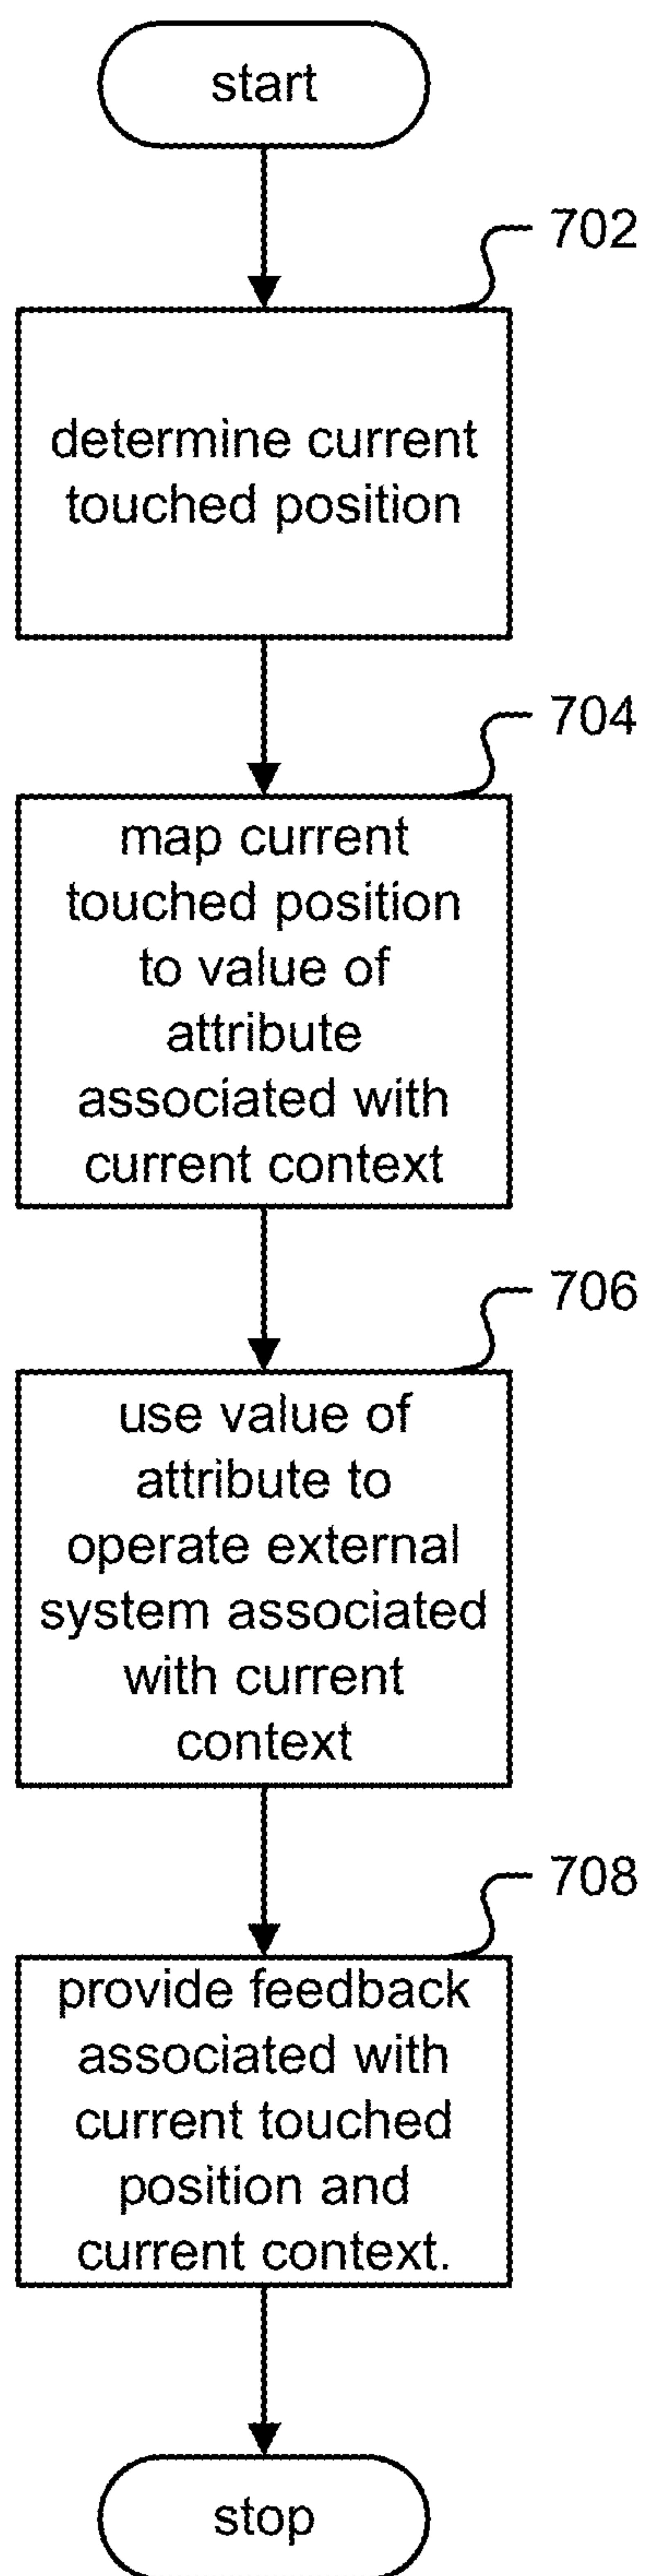 start
702
determine current
touched position
704
map current
touched position
to value of
attribute
associated with
current context
706
use value of
attribute to
operate external
system associated
with current
context
708
provide feedback
associated with
current touched
position and
current context.
stop